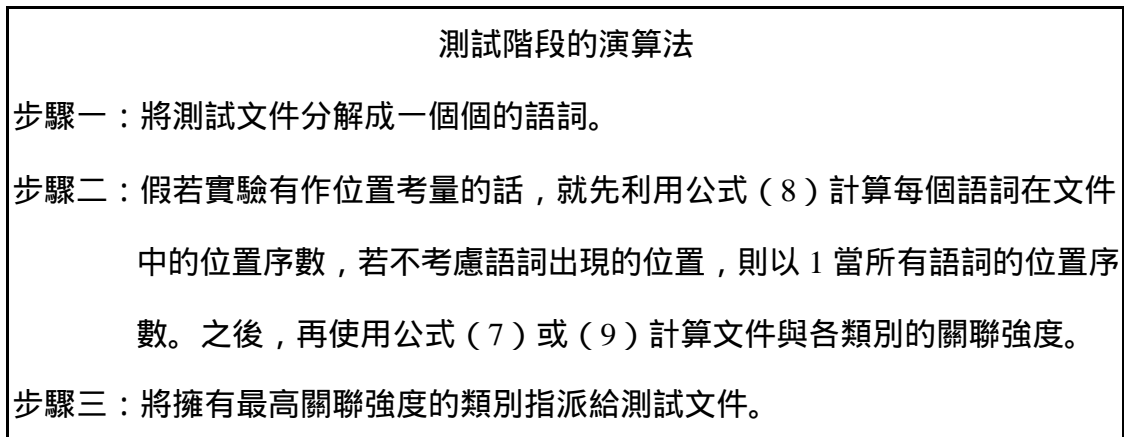 測試階段的演算法
步驟一：將測試文件分解成一個個的語詞。
步驟二：假若實驗有作位置考量的話，就先利用公式（8）計算每個語詞在文件
中的位置序數，若不考慮語詞出現的位置，則以 1 當所有語詞的位置序
數。之後，再使用公式（7）或（9）計算文件與各類別的關聯強度。
步驟三：將擁有最高關聯強度的類別指派給測試文件。